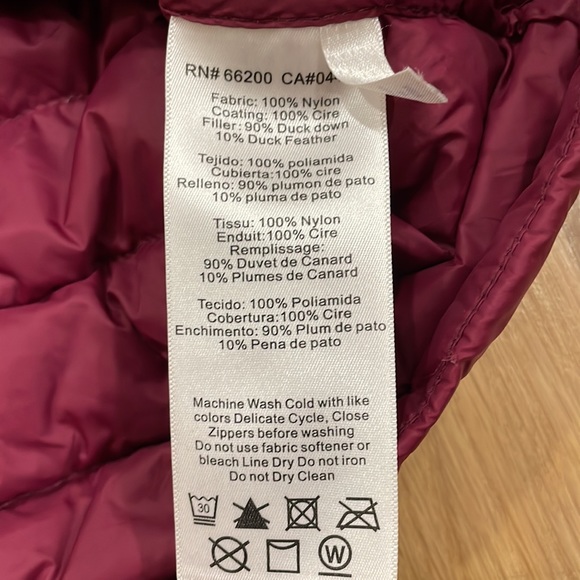 RN# 66200 CA#04
Fabric: 100% Nylon
Coating: 100% Cire
Filler: 90% Duck down
10% Duck Feather
Tejido: 100% poliamida
Cubierta:100% cire
Relleno: 90% plumon de pato
10% pluma de pato
Tissu: 100% Nylon
Enduit:100% Cire
Remplissage:
90% Duvet de Canard
10% Plumes de Canard
Tecido: 100% Poliamida
Cobertura:100% Cire
Enchimento: 90% Plum de pato
10% Pena de pato
Machine Wash Cold with like
colors Delicate Cycle, Close
Zippers before washing
Do not use fabric softener or
bleach Line Dry Do not iron
Do not Dry Clean
30
W